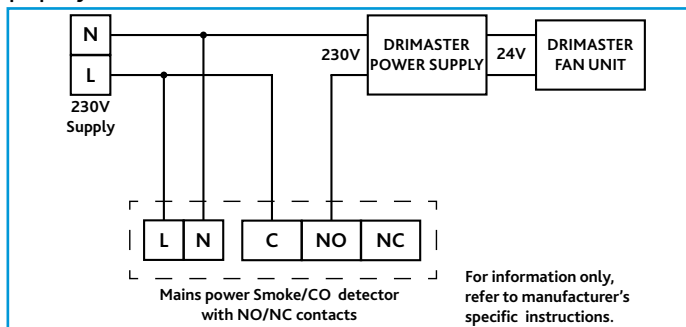 N
L
230V
Supply
230V
DRIMASTER
POWER SUPPLY
24V
DRIMASTER
FAN UNIT
L
N
C
NO
NC
Mains power Smoke/CO detector
with NO/NC contacts
For information only,
refer to manufacturer's
specific instructions.